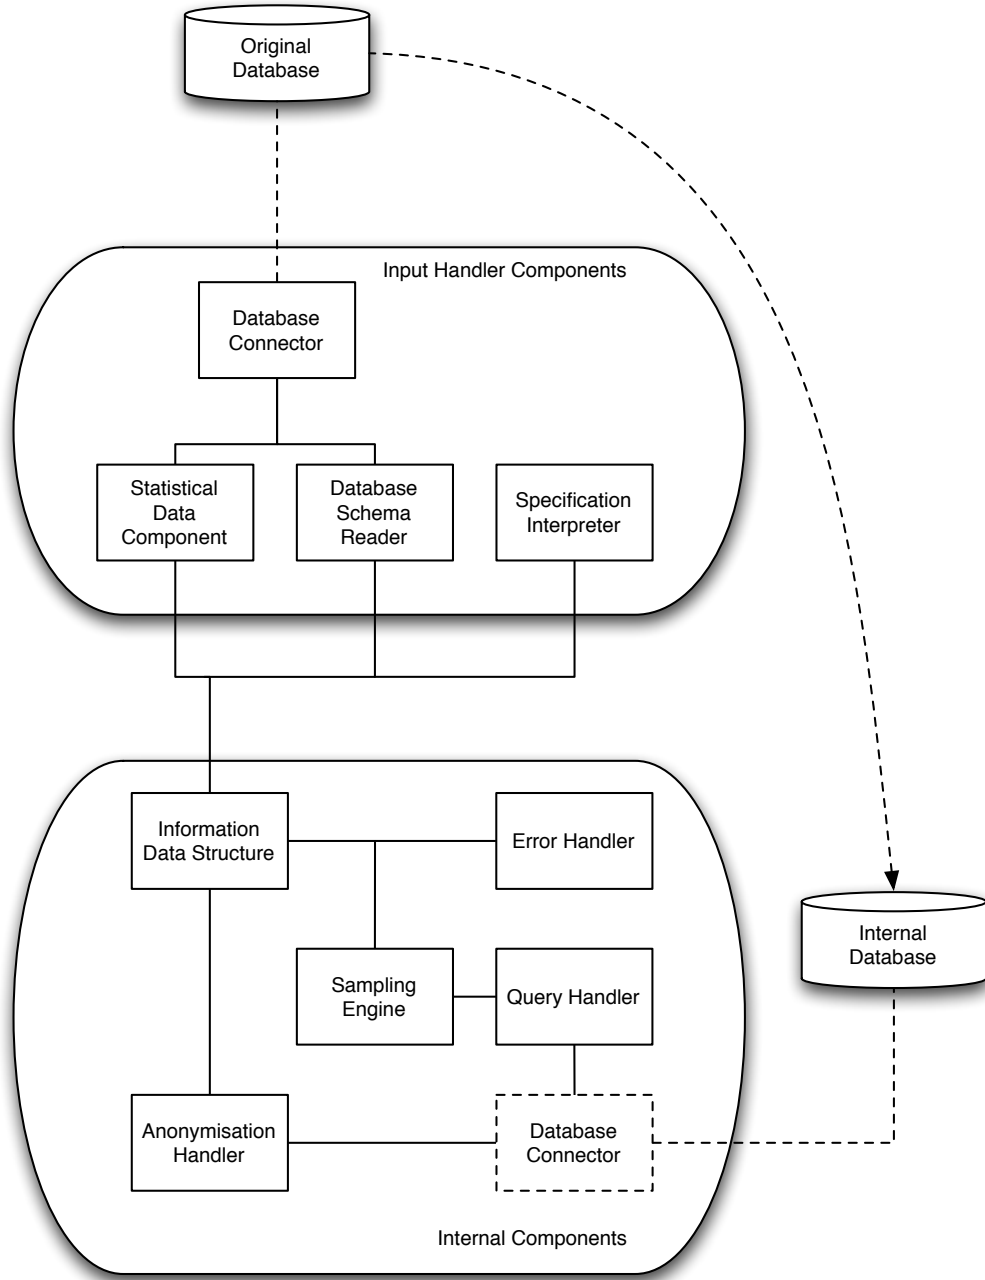 Original
Database
Input Handler Components
Database
Connector
Statistical
Data
Component
Database
Schema
Reader
Specification
Interpreter
Information
Data Structure
Error Handler
Internal
Database
Sampling
Engine
Query Handler
Anonymisation
Handler
Database
Connector
Internal Components